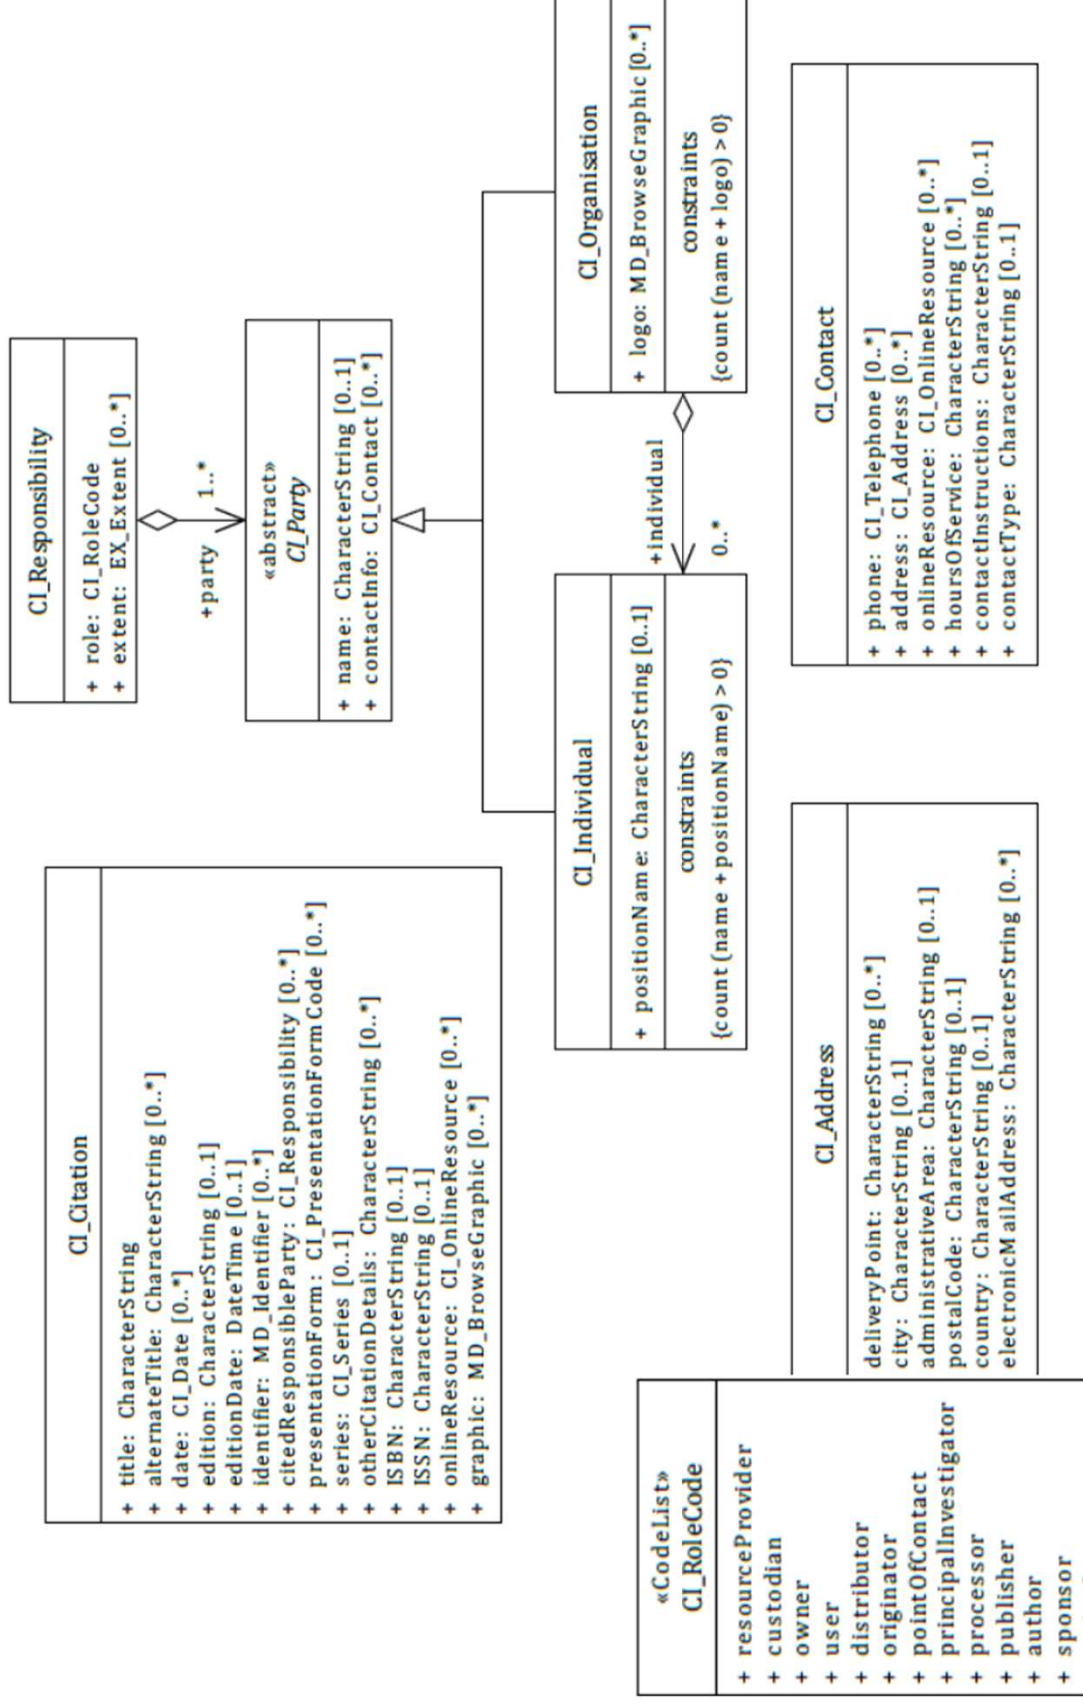 CI_Citation
+ title: CharacterString
+ alternateTitle: CharacterString [0..*]
+ date: CI_Date [0..*]
+ edition: CharacterString [0..1]
+ editionDate: DateTime [0..1]
+ identifier: MD_Identifier [0..*]
+ citedResponsibleParty: CI_Responsibility [0..*]
+ presentationForm: CI_PresentationFormCode [0..*]
+ series: CI_Series [0..1]
+ otherCitationDetails: CharacterString [0..*]
+ ISBN: CharacterString [0..1]
+ ISSN: CharacterString [0..1]
+ onlineResource: CI_OnlineResource [0..*]
+ graphic: MD_BrowseGraphic [0..*]
CI_Responsibility
+ role: CI_RoleCode
+ extent: EX_Extent [0..*]
+party 1..*
«abstract»
CI_Party
+ name: CharacterString [0..1]
+ contactInfo: CI_Contact [0..*]
CI_Individual
+ positionName: CharacterString [0..1]
constraints
{count(name + positionName) > 0}
+individual
0..*
CI_Organisation
+ logo: MD_BrowseGraphic [0..*]
constraints
{count(name + logo) > 0}
«CodeList»
CI_RoleCode
+ resourceProvider
+ custodian
+ owner
+ user
+ distributor
+ originator
+ pointOfContact
+ principalInvestigator
+ processor
+ publisher
+ author
+ sponsor
CI_Address
deliveryPoint: CharacterString [0..*]
city: CharacterString [0..1]
administrativeArea: CharacterString [0..1]
postalCode: CharacterString [0..1]
country: CharacterString [0..1]
electronicMailAddress: CharacterString [0..*]
CI_Contact
+ phone: CI_Telephone [0..*]
+ address: CI_Address [0..*]
+ onlineResource: CI_OnlineResource [0..*]
+ hoursOfService: CharacterString [0..*]
+ contactInstructions: CharacterString [0..1]
+ contactType: CharacterString [0..1]